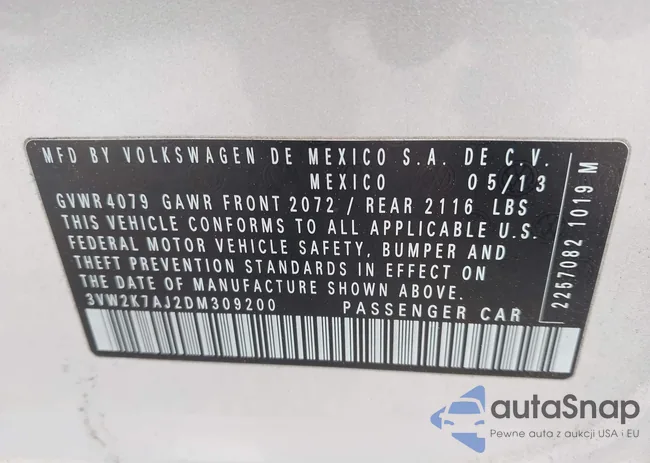 MFD BY VOLKSWAGEN DE MEXICO S.A. DE C.V.
MEXICO 05/13
GVWR 4079 GAWR FRONT 2072 / REAR 2116 LBS
THIS VEHICLE CONFORMS TO ALL APPLICABLE U.S.
FEDERAL MOTOR VEHICLE SAFETY, BUMPER AND
THEFT PREVENTION STANDARDS IN EFFECT ON
THE DATE OF MANUFACTURE SHOWN ABOVE.
3VW2K7AJ2DM309200 PASSENGER CAR
2257082 1019 M
autaSnap
Pewne auta z aukcji USA i EU